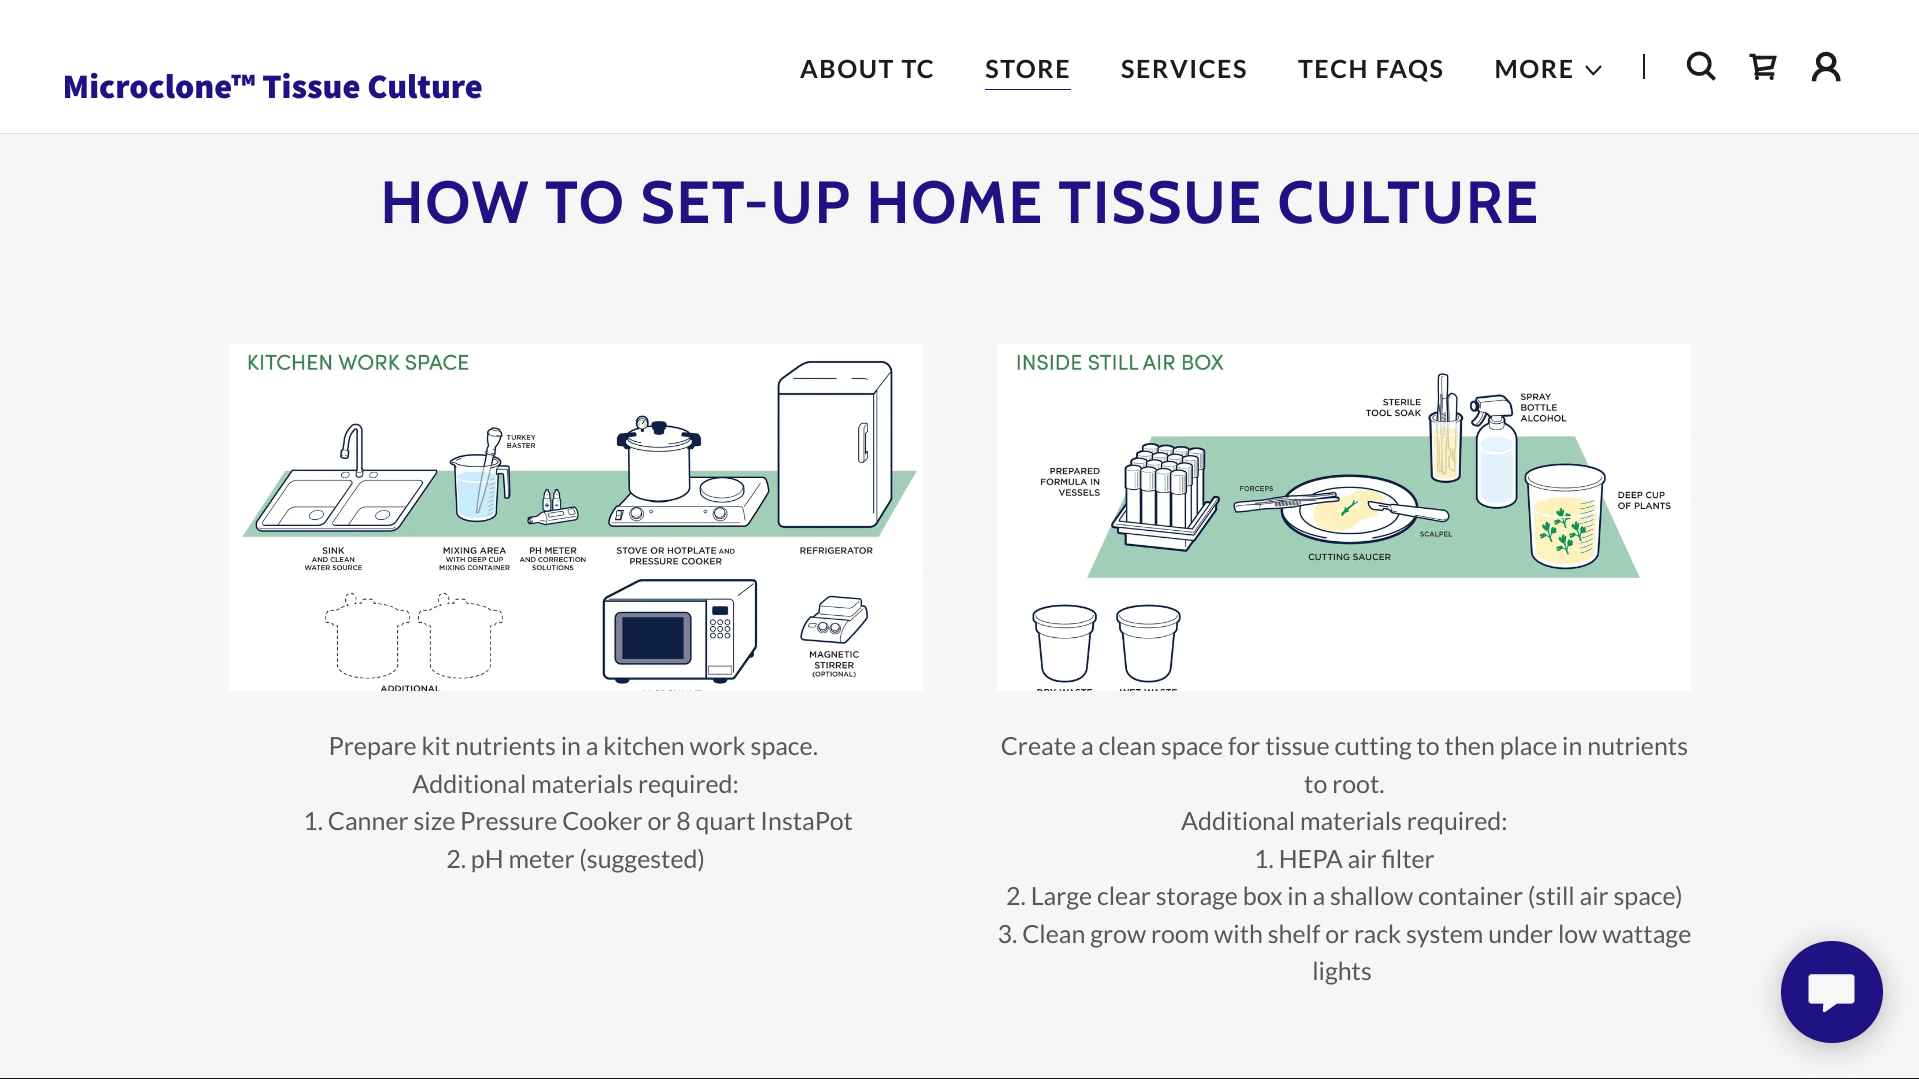 Microclone™ Tissue Culture
ABOUT TC
STORE
SERVICES
TECH FAQS
MORE
HOW TO SET-UP HOME TISSUE CULTURE
KITCHEN WORK SPACE
TURKEY
BASTER
SINK
AND CLEAN
WATER SOURCE
MIXING AREA
WITH DEEP CUP
MIXING CONTAINER
PH METER
AND CORRECTION
SOLUTIONS
STOVE OR HOTPLATE AND
PRESSURE COOKER
REFRIGERATOR
MAGNETIC
STIRRER
(OPTIONAL)
ADDITIONAL
INSIDE STILL AIR BOX
STERILE
TOOL SOAK
SPRAY
BOTTLE
ALCOHOL
PREPARED
FORMULA IN
VESSELS
FORCEPS
SCALPEL
CUTTING SAUCER
DEEP CUP
OF PLANTS
DRY WASTE
WET WASTE
Prepare kit nutrients in a kitchen work space.
Additional materials required:
1. Canner size Pressure Cooker or 8 quart InstaPot
2. pH meter (suggested)
Create a clean space for tissue cutting to then place in nutrients
to root.
Additional materials required:
1. HEPA air filter
2. Large clear storage box in a shallow container (still air space)
3. Clean grow room with shelf or rack system under low wattage
lights